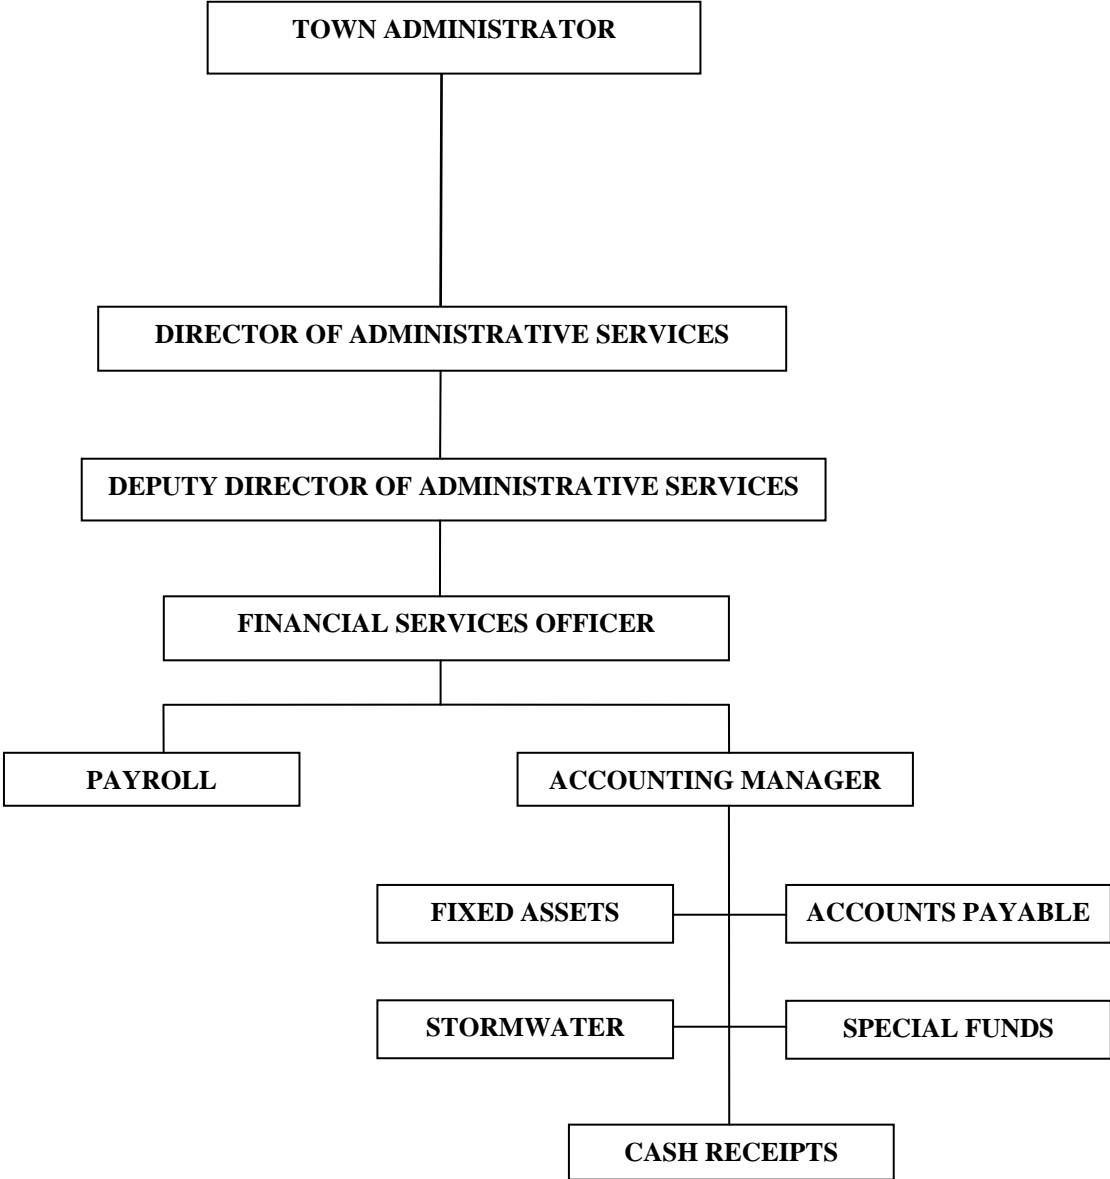 TOWN ADMINISTRATOR
DIRECTOR OF ADMINISTRATIVE SERVICES
DEPUTY DIRECTOR OF ADMINISTRATIVE SERVICES
FINANCIAL SERVICES OFFICER
PAYROLL
ACCOUNTING MANAGER
FIXED ASSETS
ACCOUNTS PAYABLE
STORMWATER
SPECIAL FUNDS
CASH RECEIPTS